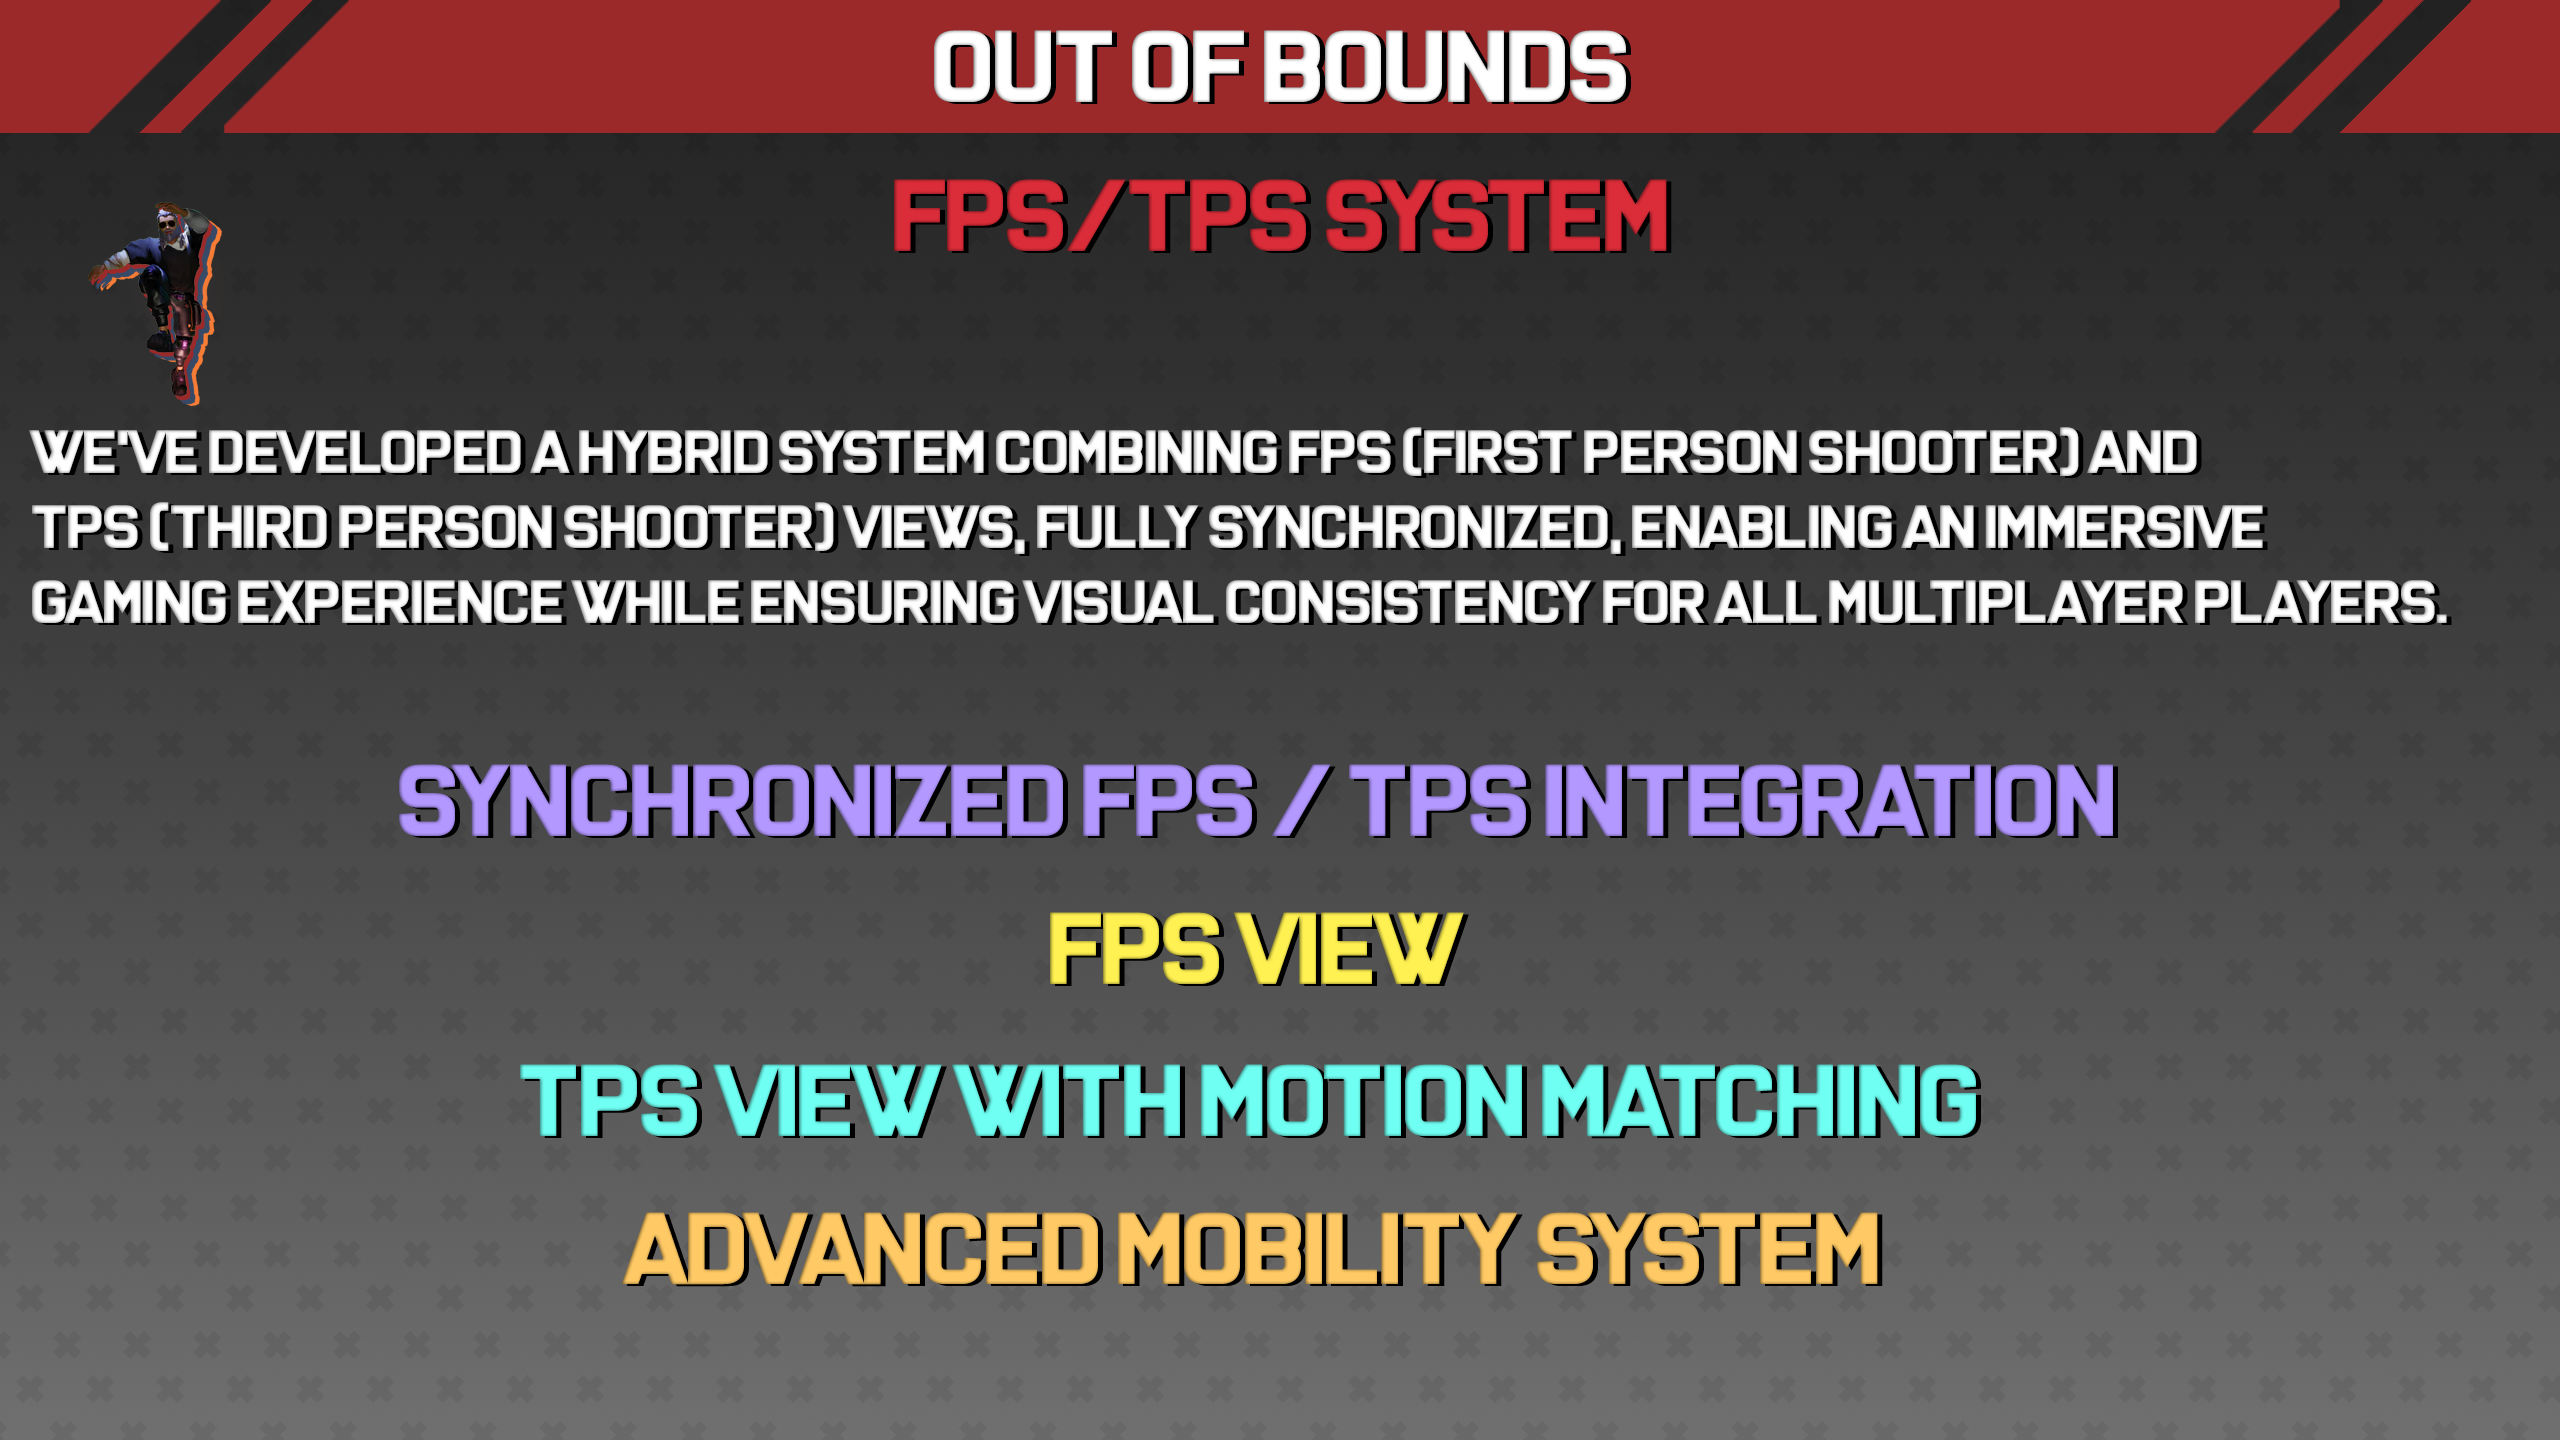 OUT OF BOUNDS
FPS/TPS SYSTEM
WE'VE DEVELOPED A HYBRID SYSTEM COMBINING FPS (FIRST PERSON SHOOTER) AND
TPS (THIRD PERSON SHOOTER) VIEWS, FULLY SYNCHRONIZED, ENABLING AN IMMERSIVE
GAMING EXPERIENCE WHILE ENSURING VISUAL CONSISTENCY FOR ALL MULTIPLAYER PLAYERS.
SYNCHRONIZED FPS / TPS INTEGRATION
FPS VIEW
TPS VIEW WITH MOTION MATCHING
ADVANCED MOBILITY SYSTEM